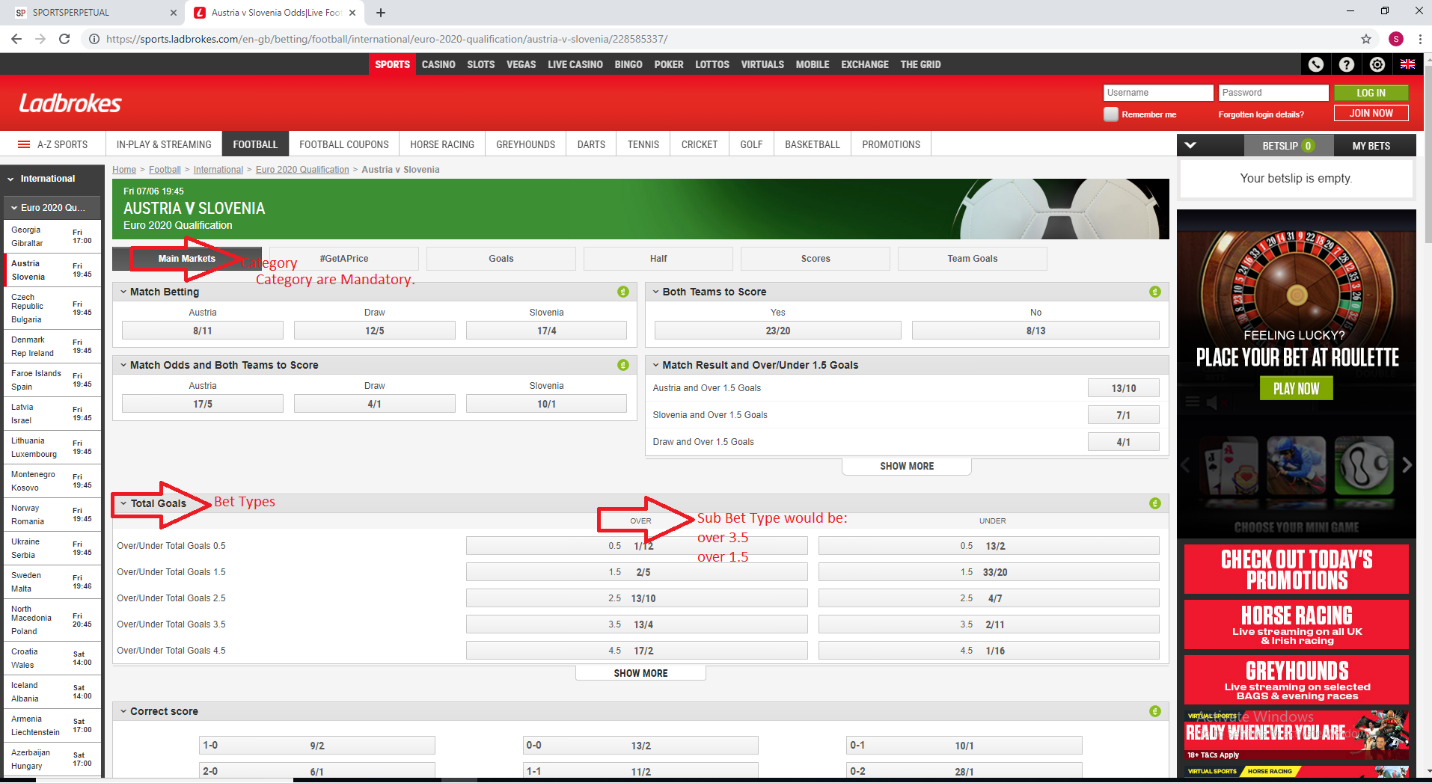 SP SPORTSPERPETUAL
Austria v Slovenia Odds|Live Foot
https://sports.ladbrokes.com/en-gb/betting/football/international/euro-2020-qualification/austria-v-slovenia/228585337/
S
SPORTS CASINO SLOTS VEGAS LIVE CASINO BINGO POKER LOTTOS VIRTUALS MOBILE EXCHANGE THE GRID
Ladbrokes
Username Password LOG IN
Remember me Forgotten login details? JOIN NOW
A-Z SPORTS IN-PLAY & STREAMING FOOTBALL FOOTBALL COUPONS HORSE RACING GREYHOUNDS DARTS TENNIS CRICKET GOLF BASKETBALL PROMOTIONS
BETSLIP 0 MY BETS
Your betslip is empty.
International
Euro 2020 Qu...
Georgia
Gibraltar
Fri
17:00
Austria
Slovenia
Fri
19:45
Czech
Republic
Bulgaria
Fri
19:45
Denmark
Rep Ireland
Fri
19:45
Faroe Islands
Spain
Fri
19:45
Latvia
Israel
Fri
19:45
Lithuania
Luxembourg
Fri
19:45
Montenegro
Kosovo
Fri
19:45
Norway
Romania
Fri
19:45
Ukraine
Serbia
Fri
19:45
Sweden
Malta
Fri
19:46
North
Macedonia
Poland
Fri
20:45
Croatia
Wales
Sat
14:00
Iceland
Albania
Sat
14:00
Armenia
Liechtenstein
Sat
17:00
Azerbaijan
Hungary
Sat
17:00
Home > Football > International > Euro 2020 Qualification > Austria v Slovenia
Fri 07/06 19:45
AUSTRIA V SLOVENIA
Euro 2020 Qualification
Main Markets #GetAPrice Goals Half Scores Team Goals
Category
Category are Mandatory.
Match Betting
Austria Draw Slovenia
8/11 12/5 17/4
Both Teams to Score
Yes No
23/20 8/13
Match Odds and Both Teams to Score
Austria Draw Slovenia
17/5 4/1 10/1
Match Result and Over/Under 1.5 Goals
Austria and Over 1.5 Goals 13/10
Slovenia and Over 1.5 Goals 7/1
Draw and Over 1.5 Goals 4/1
SHOW MORE
Total Goals
Bet Types
OVER UNDER
Sub Bet Type would be:
over 3.5
over 1.5
Over/Under Total Goals 0.5 0.5 1/12 0.5 13/2
Over/Under Total Goals 1.5 1.5 2/5 1.5 33/20
Over/Under Total Goals 2.5 2.5 13/10 2.5 4/7
Over/Under Total Goals 3.5 3.5 13/4 3.5 2/11
Over/Under Total Goals 4.5 4.5 17/2 4.5 1/16
SHOW MORE
Correct score
1-0 9/2 0-0 13/2 0-1 10/1
2-0 6/1 1-1 11/2 0-2 28/1
FEELING LUCKY?
PLACE YOUR BET AT ROULETTE
PLAY NOW
CHOOSE YOUR MINI GAME
CHECK OUT TODAY'S
PROMOTIONS
HORSE RACING
Live streaming on all UK
& Irish racing
GREYHOUNDS
Live streaming on selected
BAGS & evening races
VIRTUAL SPORTS
Activate Windows
READY WHENEVER YOU ARE
18+ T&Cs Apply
VIRTUAL SPORTS HORSE RACING